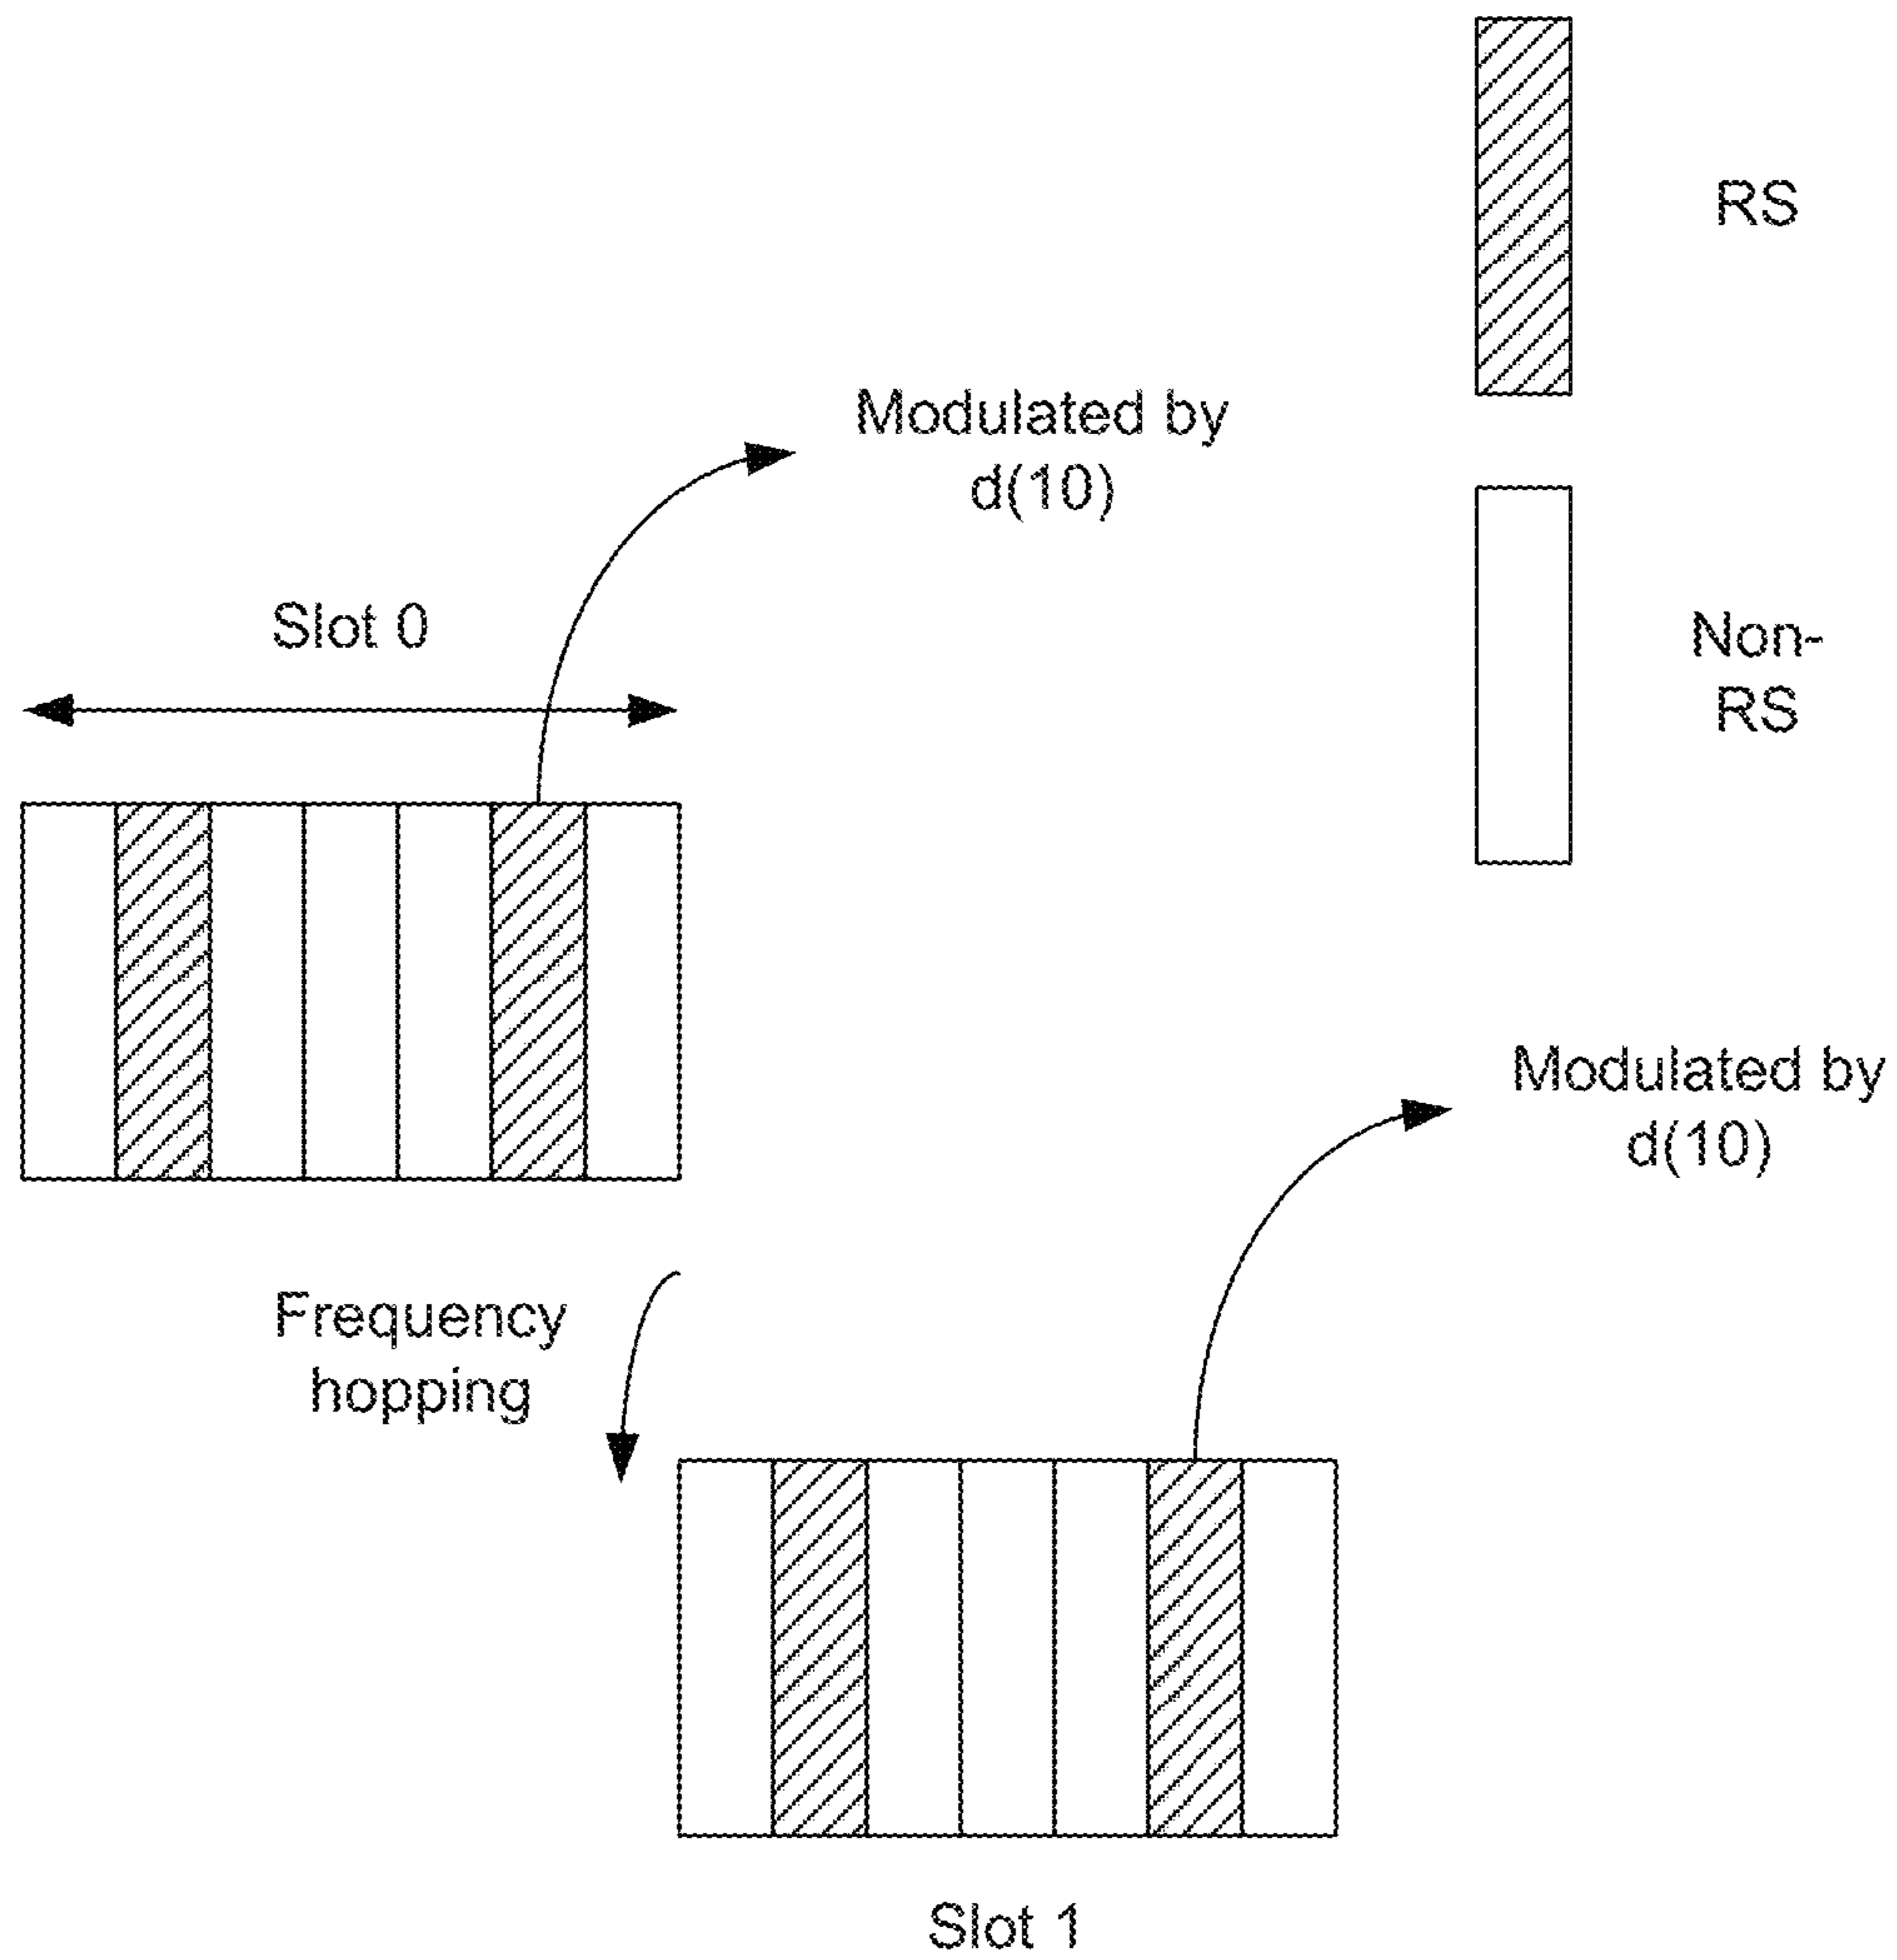 RS
Modulated by
d(10)
Non-
RS
Slot 0
Modulated by
d(10)
Frequency
hopping
Slot 1